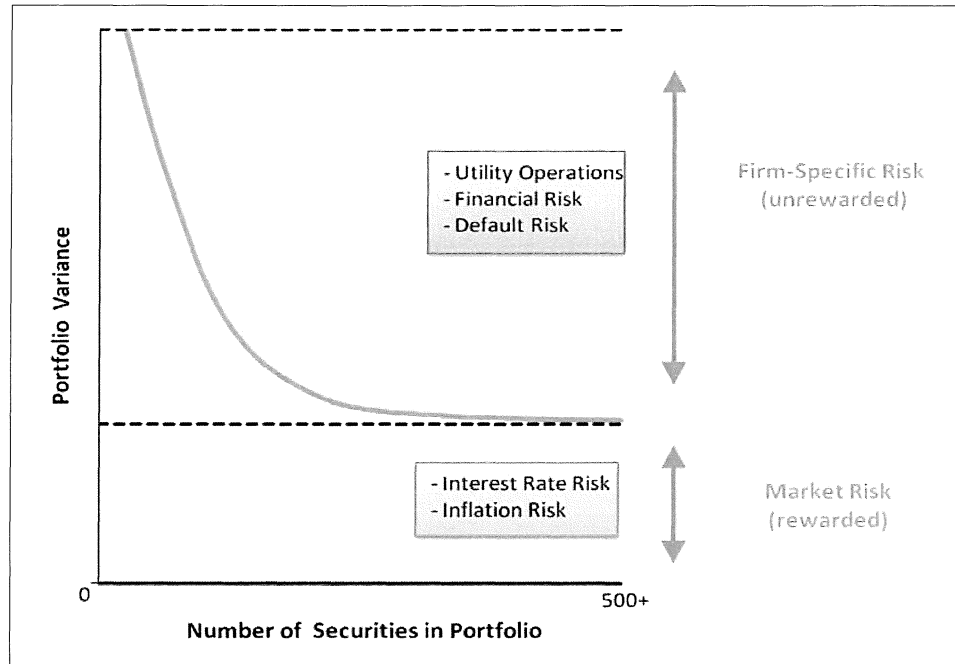 - Utility Operations
- Financial Risk
- Default Risk
Firm-Specific Risk
(unrewarded)
Portfolio Variance
- Interest Rate Risk
- Inflation Risk
Market Risk
(rewarded)
0
500+
Number of Securities in Portfolio